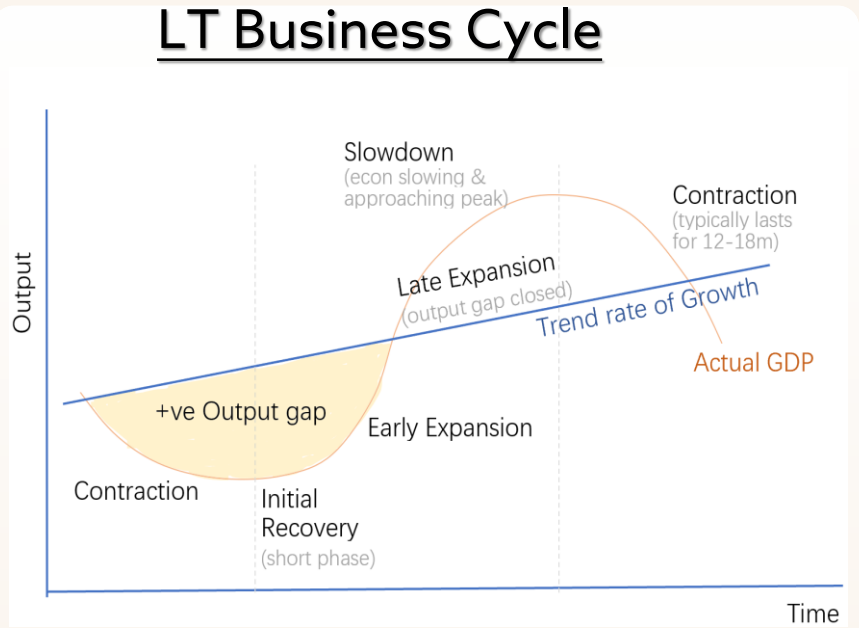 LT Business Cycle
Slowdown
(econ slowing &
approaching peak)
Contraction
(typically lasts
for 12-18m)
Output
Late Expansion
(output gap closed)
Trend rate of Growth
Actual GDP
+ve Output gap
Early Expansion
Contraction
Initial
Recovery
(short phase)
Time